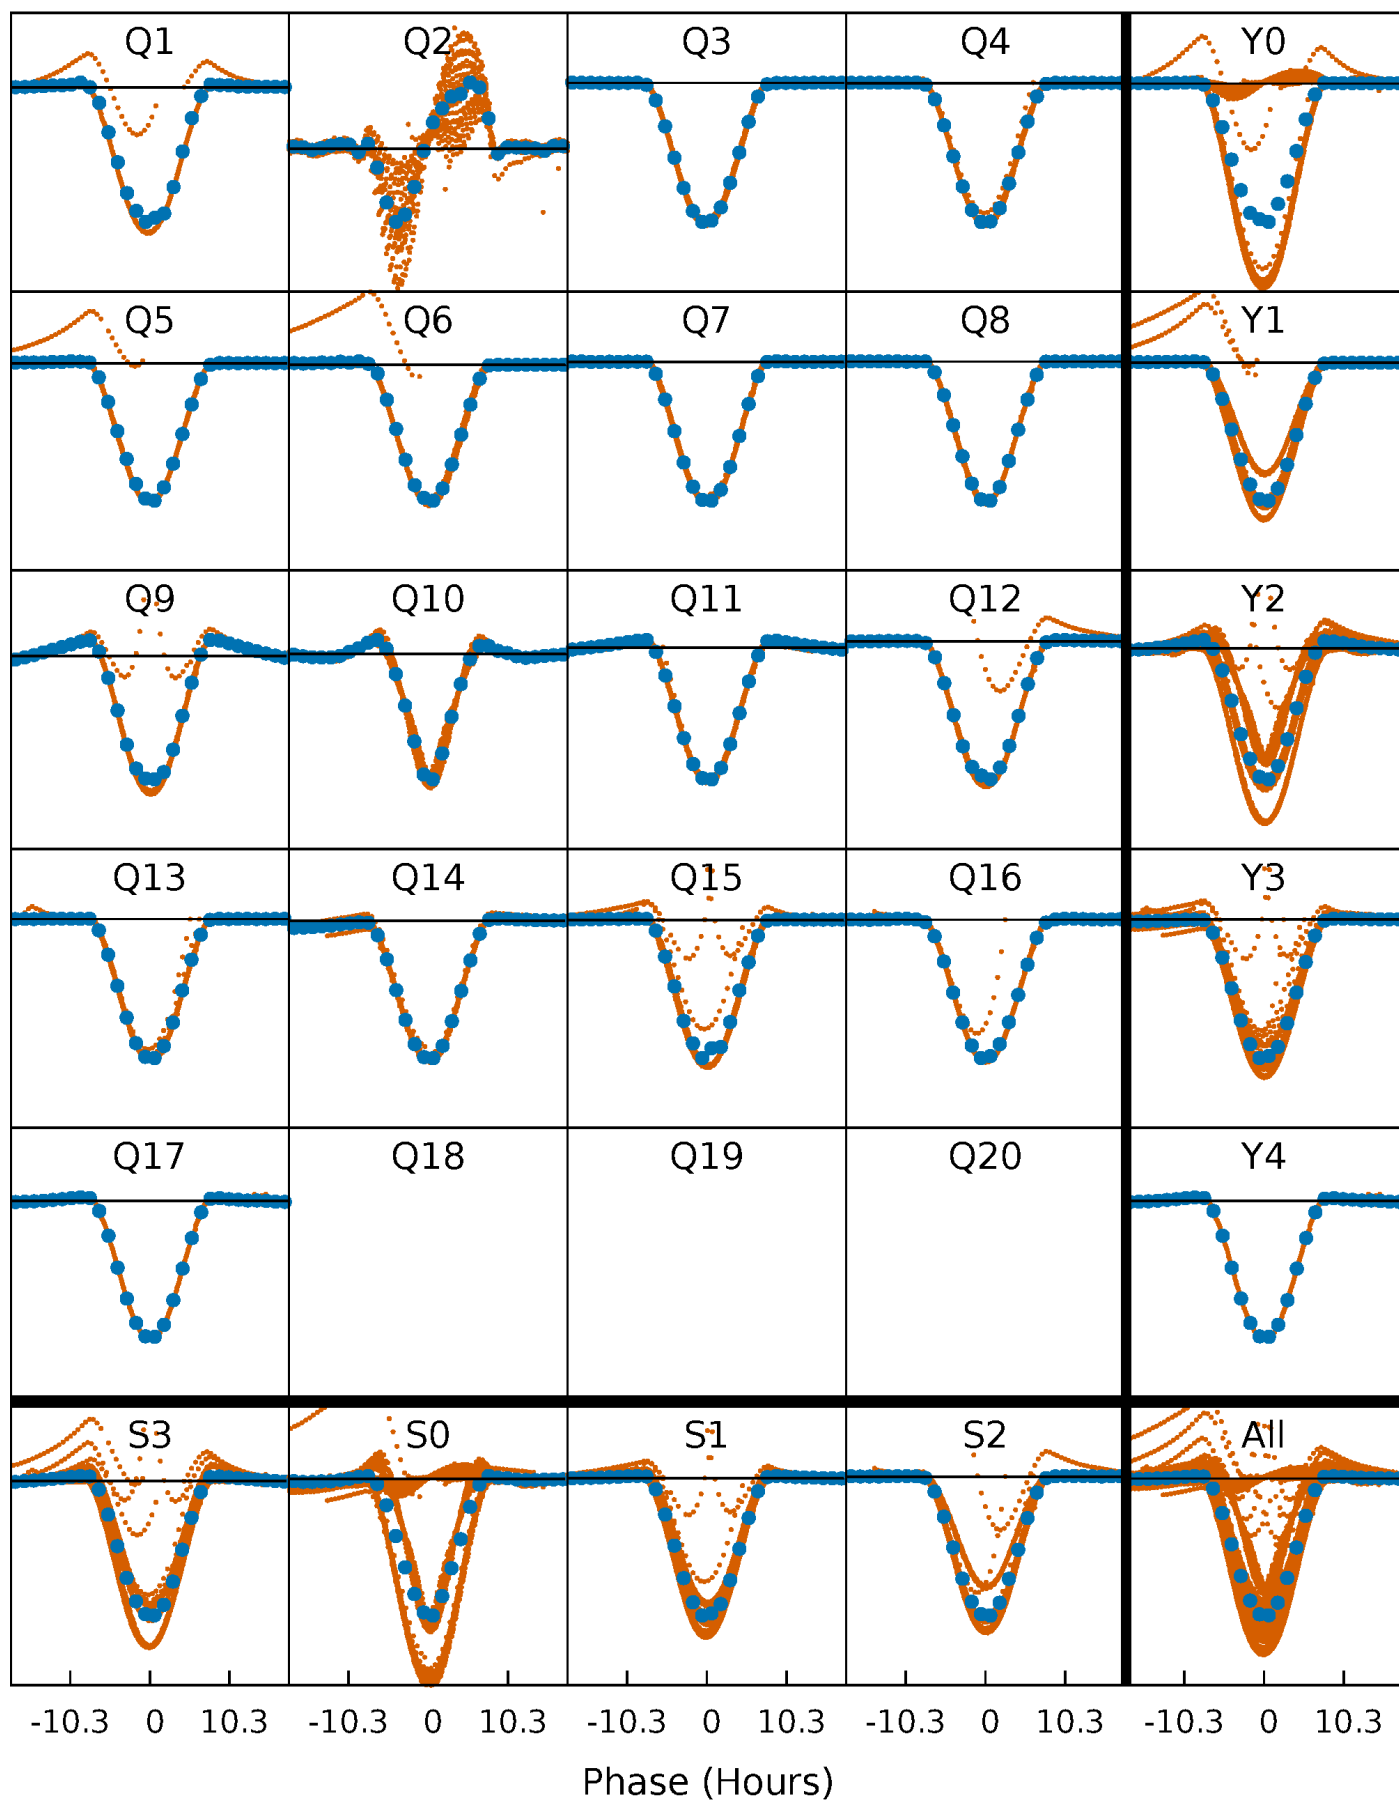 Q1 Q2 Q3 Q4 Y0
Q5 Q6 Q7 Q8 Y1
Q9 Q10 Q11 Q12 Y2
Q13 Q14 Q15 Q16 Y3
Q17 Q18 Q19 Q20 Y4
S3 S0 S1 S2 All
-10.3 0 10.3 -10.3 0 10.3 -10.3 0 10.3 -10.3 0 10.3 -10.3 0 10.3
Phase (Hours)